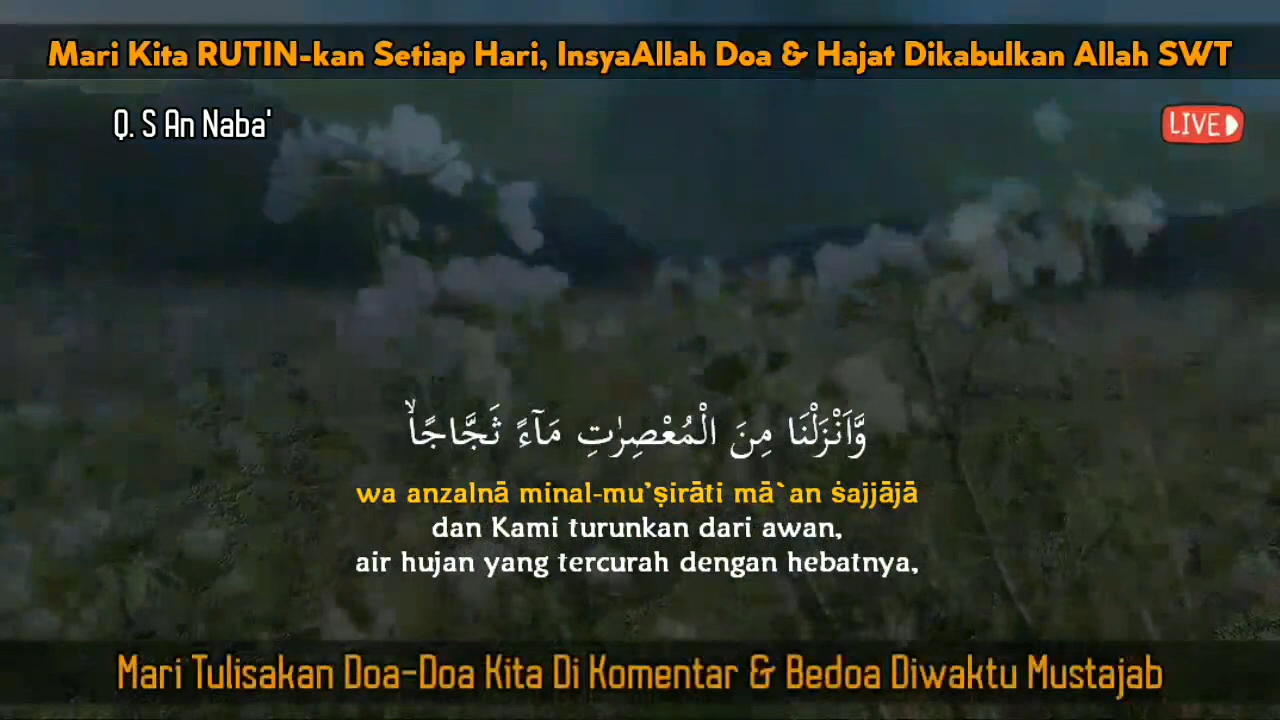 Mari Kita RUTIN-kan Setiap Hari, InsyaAllah Doa & Hajat Dikabulkan Allah SWT
Q. S An Naba'
LIVE
وَّاَنْزَلْنَا مِنَ الْمُعْصِرٰتِ مَآءً ثَجَّاجًاۙ
wa anzalnā minal-mu’ṣirāti mā`an ṡajjājā
dan Kami turunkan dari awan,
air hujan yang tercurah dengan hebatnya,
Mari Tulisakan Doa-Doa Kita Di Komentar & Bedoa Diwaktu Mustajab